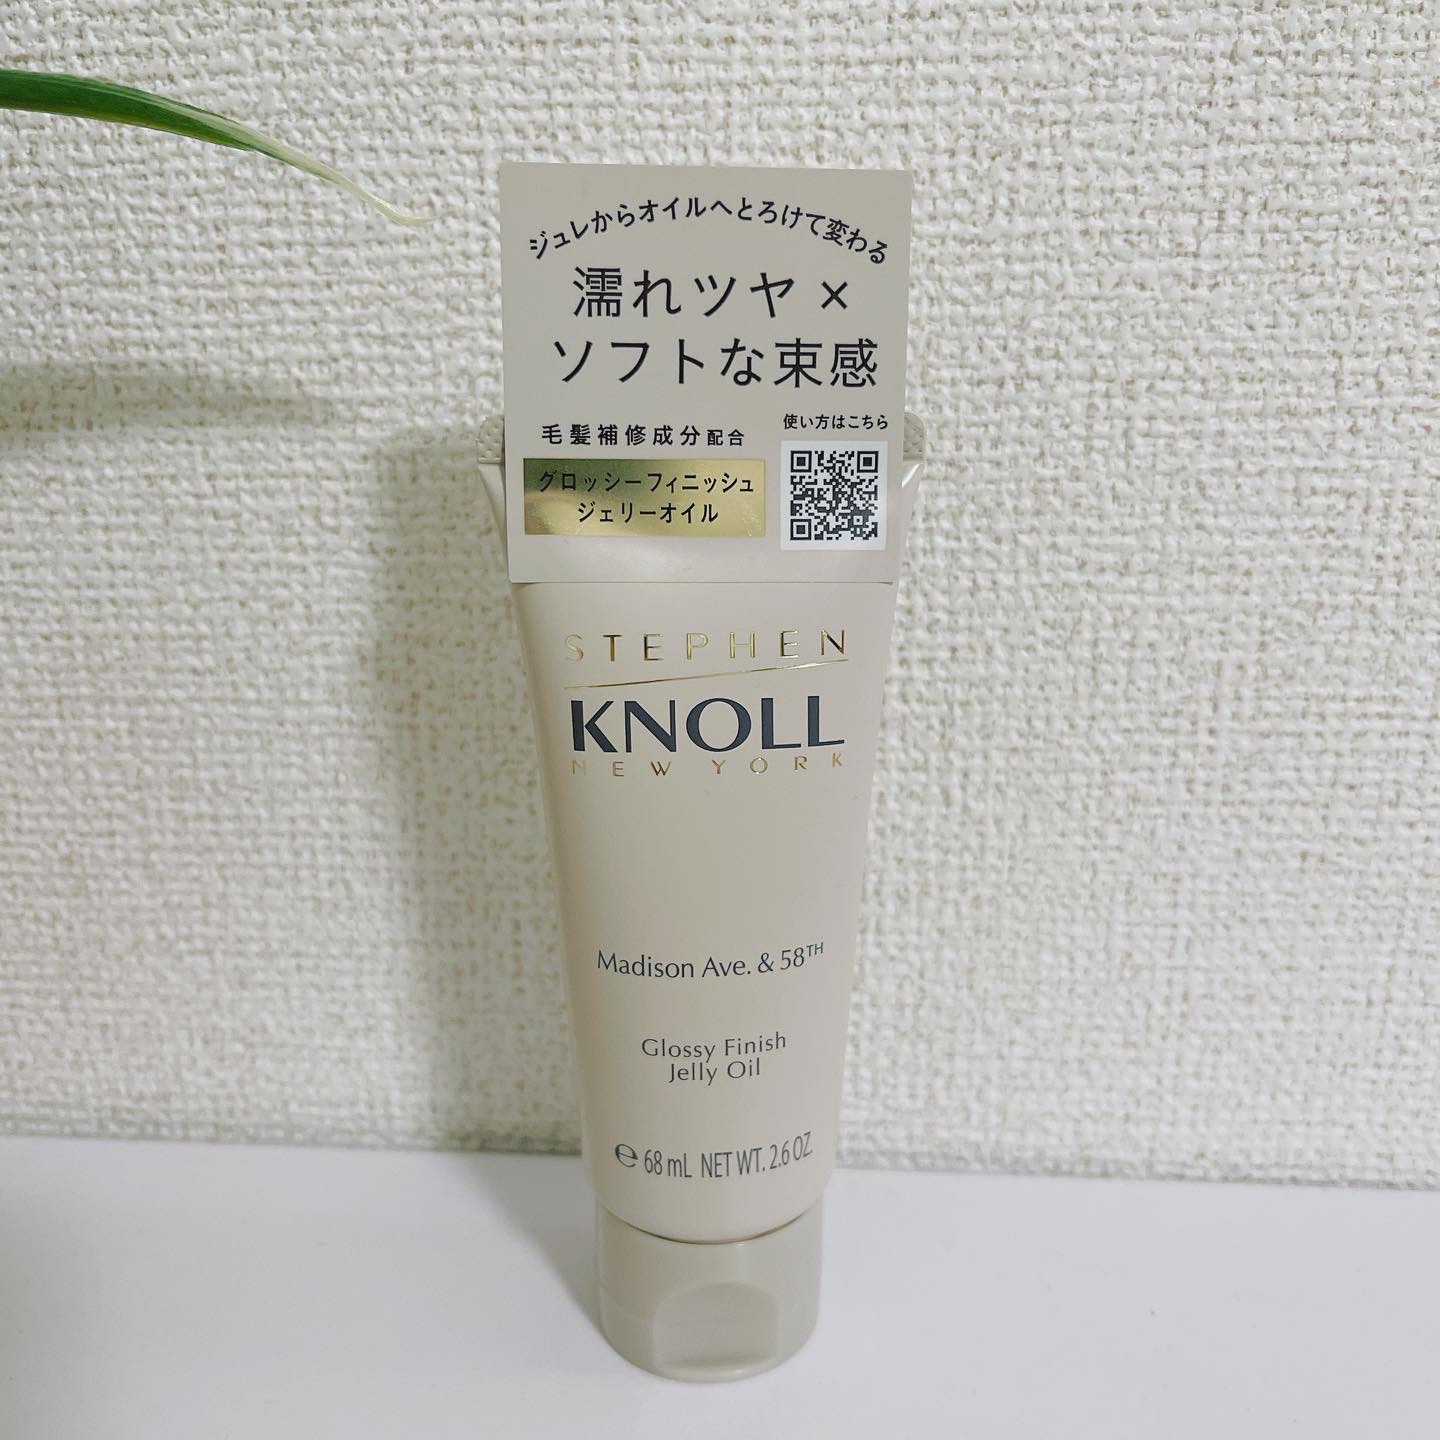 ジュレからオイルへとろけて変わる
濡れツヤ×
ソフトな束感
使い方はこちら
毛髪補修成分配合
グロッシーフィニッシュ
ジェリーオイル
STEPHEN
KNOLL
NEW YORK
Madison Ave. & 58TH
Glossy Finish
Jelly Oil
℮ 68 mL NET WT. 2.6 OZ.